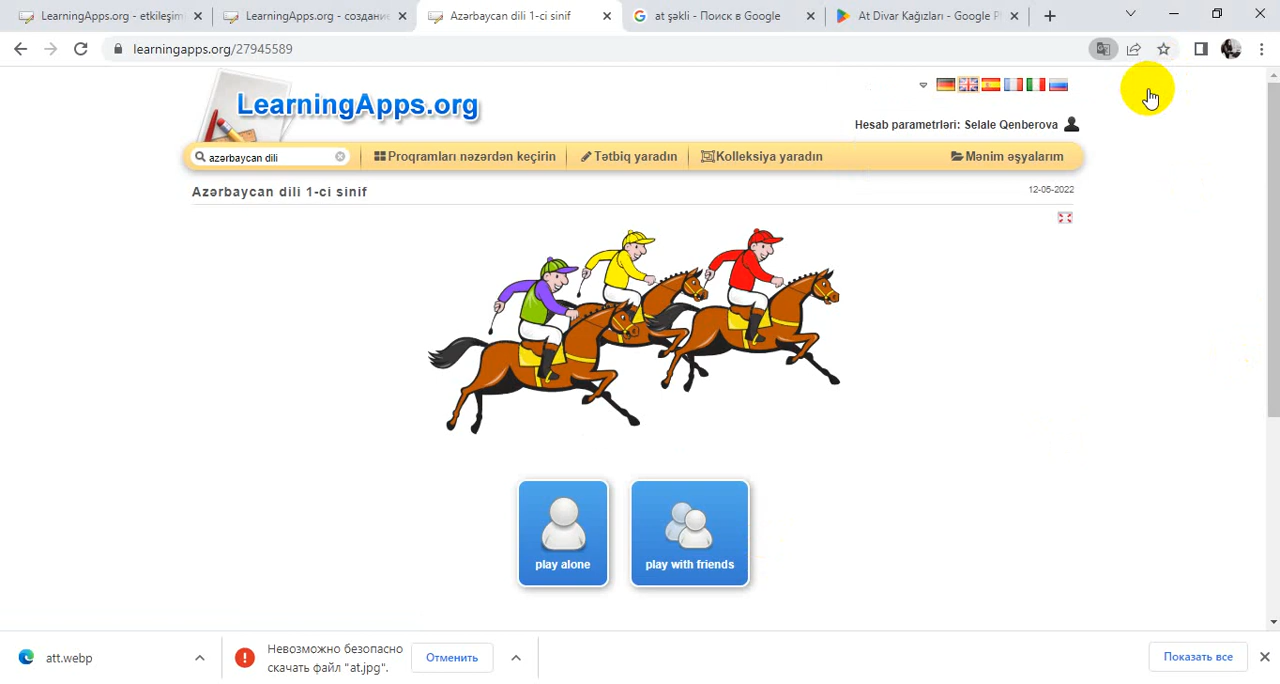 LearningApps.org - etkileşim
LearningApps.org - создание
Azərbaycan dili 1-ci sinif
at şəkli - Поиск в Google
At Divar Kağızları - Google P
learningapps.org/27945589
LearningApps.org
Hesab parametrləri: Selale Qenberova
azərbaycan dili
Proqramları nəzərdən keçirin
Tətbiq yaradın
Kolleksiya yaradın
Mənim əşyalarım
Azərbaycan dili 1-ci sinif
12-05-2022
play alone
play with friends
att.webp
Невозможно безопасно
скачать файл "at.jpg".
Отменить
Показать все